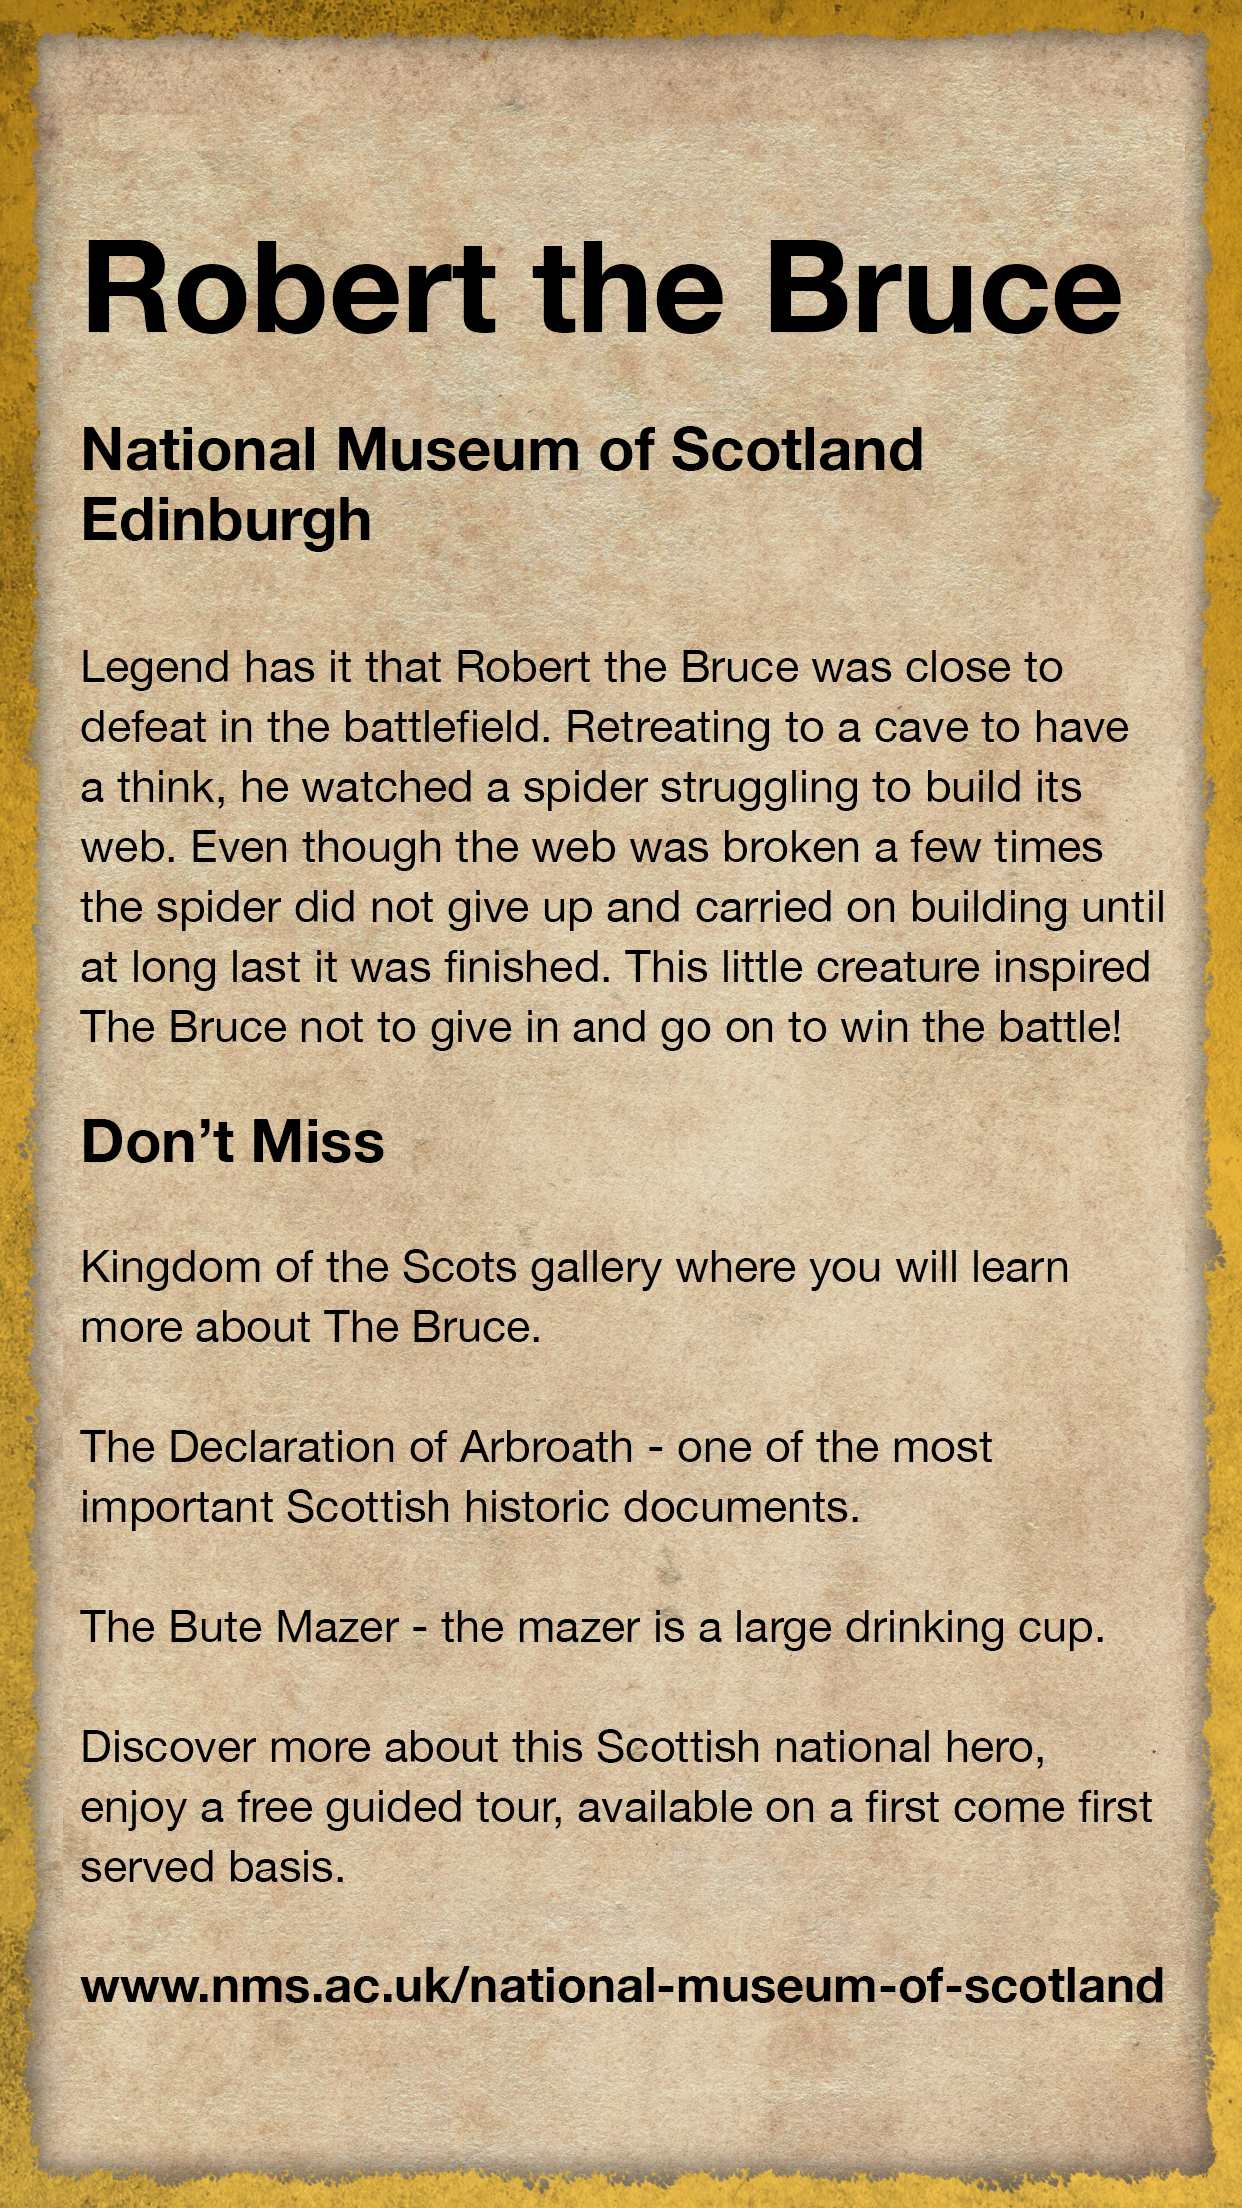 Robert the Bruce
National Museum of Scotland
Edinburgh
Legend has it that Robert the Bruce was close to
defeat in the battlefield. Retreating to a cave to have
a think, he watched a spider struggling to build its
web. Even though the web was broken a few times
the spider did not give up and carried on building until
at long last it was finished. This little creature inspired
The Bruce not to give in and go on to win the battle!
Don’t Miss
Kingdom of the Scots gallery where you will learn
more about The Bruce.
The Declaration of Arbroath - one of the most
important Scottish historic documents.
The Bute Mazer - the mazer is a large drinking cup.
Discover more about this Scottish national hero,
enjoy a free guided tour, available on a first come first
served basis.
www.nms.ac.uk/national-museum-of-scotland